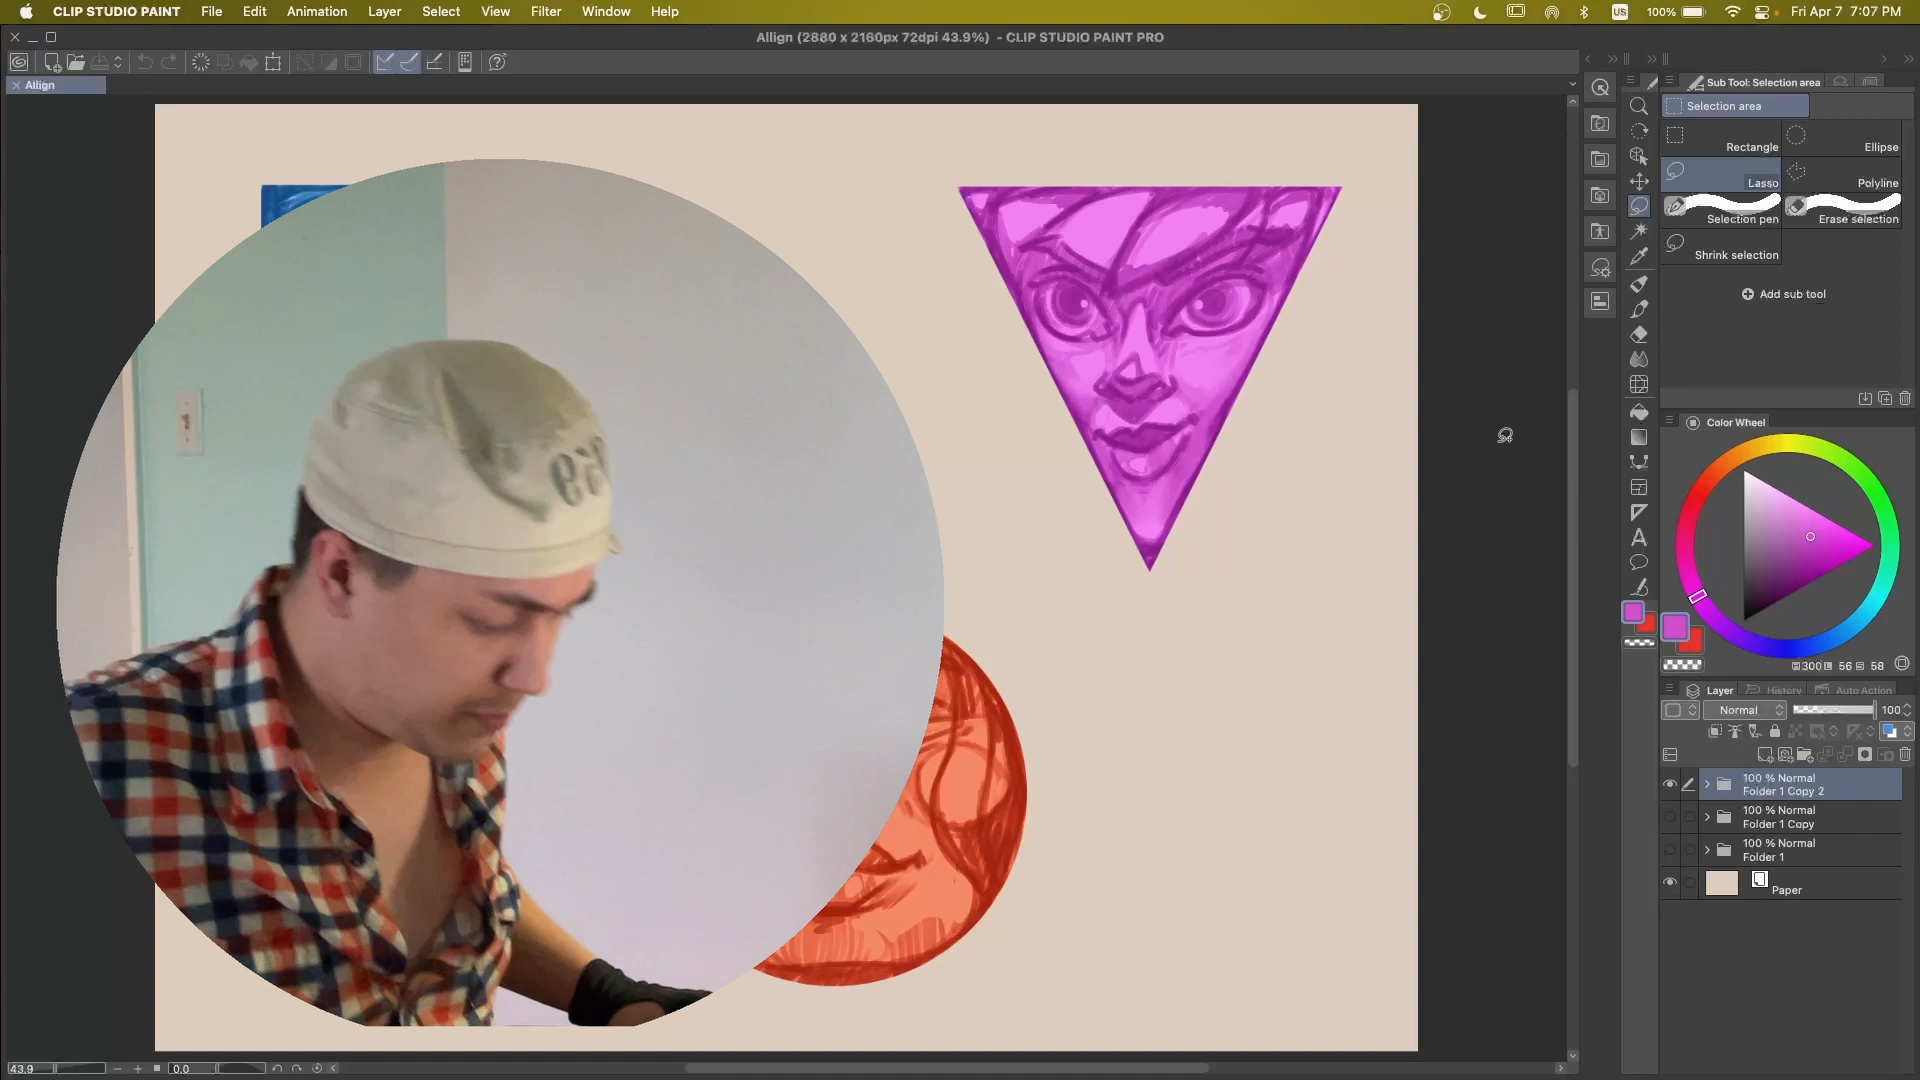 CLIP STUDIO PAINT File Edit Animation Layer Select View Filter Window Help
US 100% Fri Apr 7 7:07 PM
Allign (2880 x 2160px 72dpi 43.9%) - CLIP STUDIO PAINT PRO
Allign
Sub Tool: Selection area
Selection area
Rectangle Ellipse
Lasso Polyline
Selection pen Erase selection
Shrink selection
Add sub tool
Color Wheel
300 56 58
Layer History Auto Action
Normal 100
100 % Normal
Folder 1 Copy 2
100 % Normal
Folder 1 Copy
100 % Normal
Folder 1
Paper
43.9 0.0